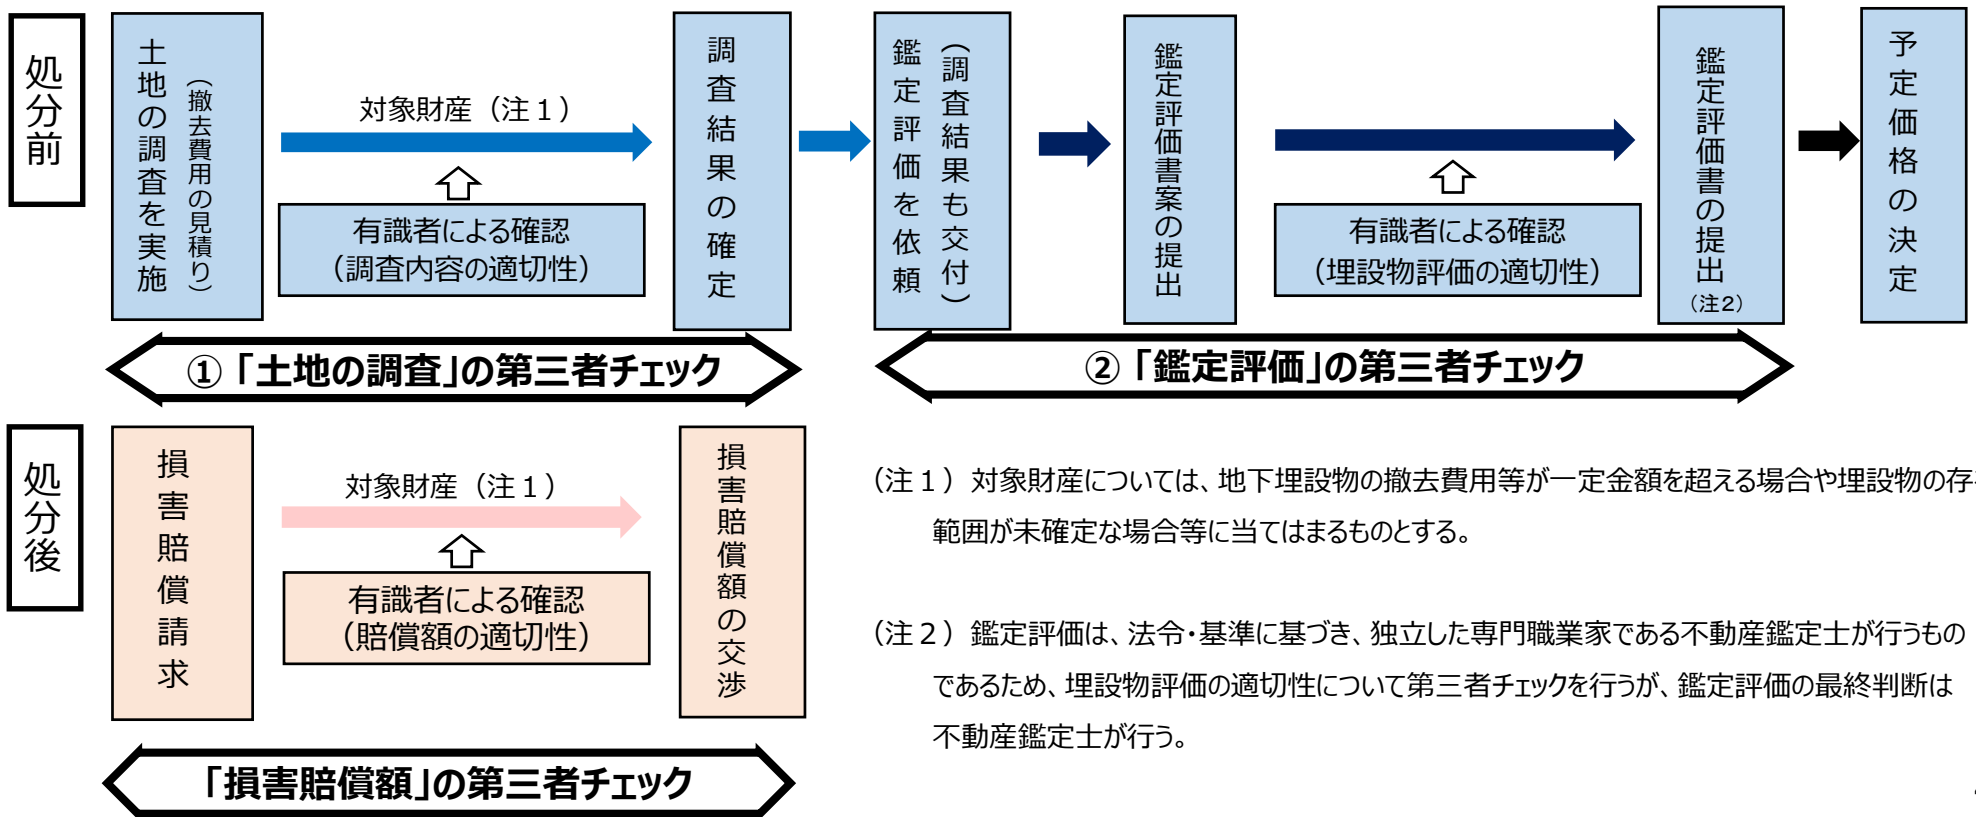 処分前
土地の調査を実施
（撤去費用の見積り）
対象財産（注１）
有識者による確認
（調査内容の適切性）
調査結果の確定
鑑定評価を依頼
（調査結果も交付）
鑑定評価書案の提出
有識者による確認
（埋設物評価の適切性）
鑑定評価書の提出
（注２）
予定価格の決定
①「土地の調査」の第三者チェック
②「鑑定評価」の第三者チェック
処分後
損害賠償請求
対象財産（注１）
有識者による確認
（賠償額の適切性）
損害賠償額の交渉
「損害賠償額」の第三者チェック
（注１）対象財産については、地下埋設物の撤去費用等が一定金額を超える場合や埋設物の存
範囲が未確定な場合等に当てはまるものとする。
（注２）鑑定評価は、法令・基準に基づき、独立した専門職業家である不動産鑑定士が行うもの
であるため、埋設物評価の適切性について第三者チェックを行うが、鑑定評価の最終判断は
不動産鑑定士が行う。